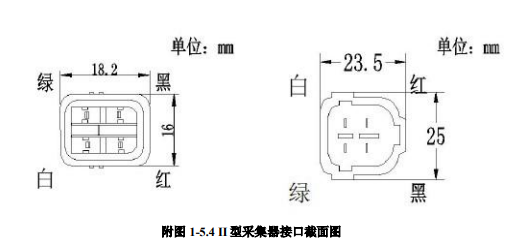 单位：mm
单位：mm
绿
18.2
黑
白
23.5
红
16
25
白
红
绿
黑
附图 1-5.4 II 型采集器接口截面图